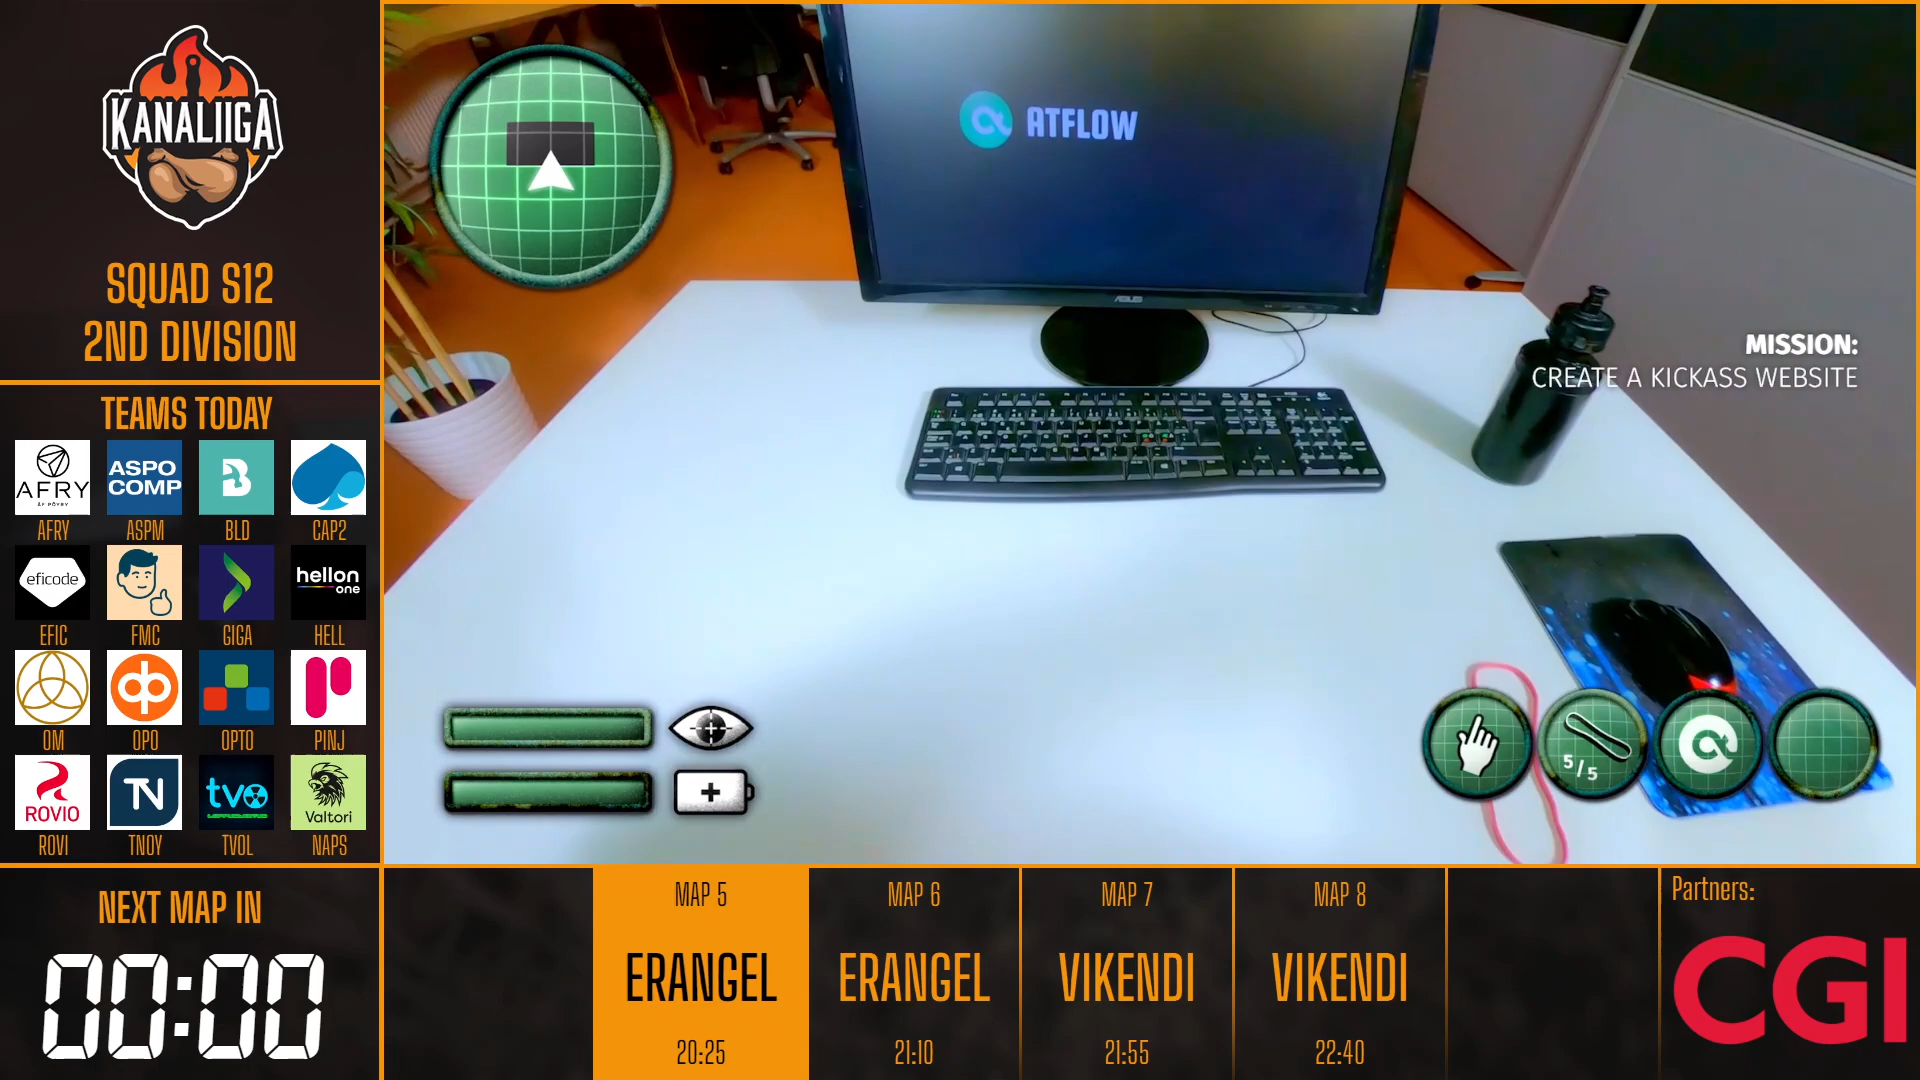 KANALIIGA
SQUAD S12
2ND DIVISION
TEAMS TODAY
AFRY
ÅF PÖYRY
AFRY
ASPO
COMP
ASPM
B
BLD
CAP2
eficode
EFIC
FMC
GIGA
hellon
one
HELL
OM
OPO
OPTO
PINJ
ROVIO
ROVI
TN
TNOY
tvo
TVOL
Valtori
NAPS
NEXT MAP IN
00:00
ATFLOW
ASUS
MISSION:
CREATE A KICKASS WEBSITE
5/5
MAP 5
ERANGEL
20:25
MAP 6
ERANGEL
21:10
MAP 7
VIKENDI
21:55
MAP 8
VIKENDI
22:40
Partners:
CGI